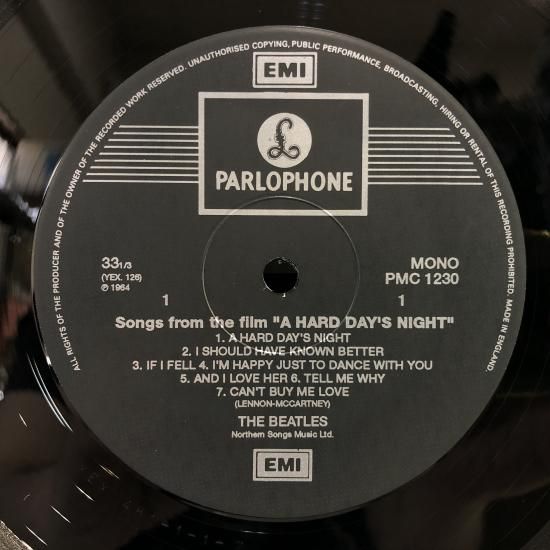 ALL RIGHTS OF THE PRODUCER AND OF THE OWNER OF THE RECORDED WORK RESERVED. UNAUTHORISED COPYING, PUBLIC PERFORMANCE, BROADCASTING, HIRING OR RENTAL OF THIS RECORDING PROHIBITED. MADE IN ENGLAND.
EMI
£
PARLOPHONE
33 1/3
(YEX. 126)
℗ 1964
1
MONO
PMC 1230
1
Songs from the film "A HARD DAY'S NIGHT"
1. A HARD DAY'S NIGHT
2. I SHOULD HAVE KNOWN BETTER
3. IF I FELL 4. I'M HAPPY JUST TO DANCE WITH YOU
5. AND I LOVE HER 6. TELL ME WHY
7. CAN'T BUY ME LOVE
(LENNON-MCCARTNEY)
THE BEATLES
Northern Songs Music Ltd.
EMI